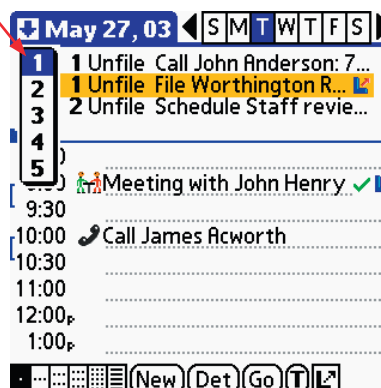 May 27, 03 S M T W T F S
1 1 Unfile Call John Anderson: 7...
2 1 Unfile File Worthington R...
3 2 Unfile Schedule Staff revie...
4
5
Meeting with John Henry
9:30
10:00 Call James Acworth
10:30
11:00
12:00P
1:00P
New Det Go T